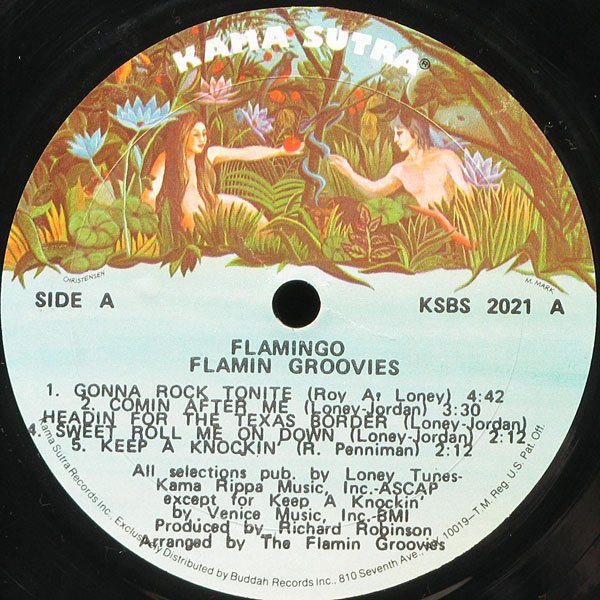 KAMA SUTRA®
CHRISTENSEN
M. MARK
SIDE A
KSBS 2021 A
FLAMINGO
FLAMIN GROOVIES
1. GONNA ROCK TONITE (Roy A. Loney) 4:42
2. COMIN AFTER ME (Loney-Jordan) 3:30
HEADIN FOR THE TEXAS BORDER (Loney-Jordan)
4. SWEET ROLL ME ON DOWN (Loney-Jordan) 2:12
5. KEEP A KNOCKIN (R. Penniman) 2:12
All selections pub. by Loney Tunes-
Kama Rippa Music, Inc.-ASCAP
except for Keep A Knockin'
by Venice Music, Inc.-BMI
Produced by Richard Robinson
Arranged by The Flamin Groovies
Kama Sutra Records Inc., Exclusively Distributed by Buddah Records Inc., 810 Seventh Ave., 10019-T.M. Reg. U.S. Pat. Off.